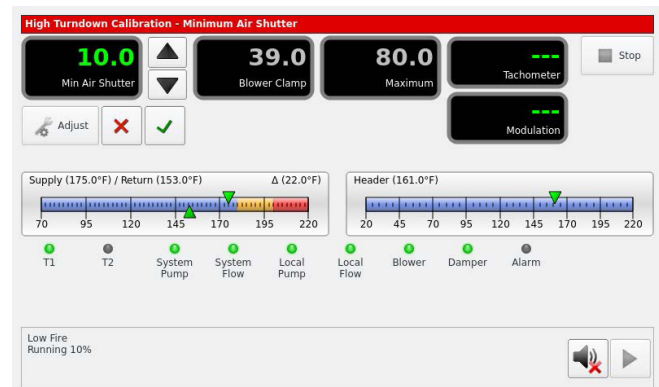 High Turndown Calibration - Minimum Air Shutter
10.0
Min Air Shutter
39.0
Blower Clamp
80.0
Maximum
---
Tachometer
Stop
---
Modulation
Adjust
Supply (175.0°F) / Return (153.0°F) Δ (22.0°F)
70 95 120 145 170 195 220
Header (161.0°F)
20 45 70 95 120 145 170 195 220
T1
T2
System
Pump
System
Flow
Local
Pump
Local
Flow
Blower
Damper
Alarm
Low Fire
Running 10%